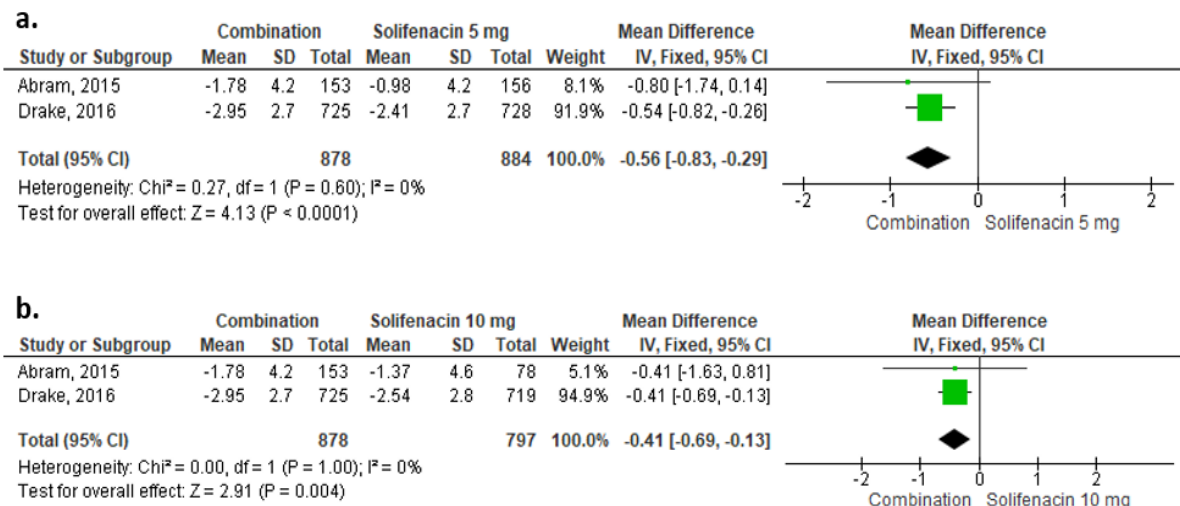 a.
Combination Solifenacin 5 mg Mean Difference Mean Difference
Study or Subgroup Mean SD Total Mean SD Total Weight IV, Fixed, 95% CI IV, Fixed, 95% CI
Abram, 2015 -1.78 4.2 153 -0.98 4.2 156 8.1% -0.80 [-1.74, 0.14]
Drake, 2016 -2.95 2.7 725 -2.41 2.7 728 91.9% -0.54 [-0.82, -0.26]
Total (95% CI) 878 884 100.0% -0.56 [-0.83, -0.29]
Heterogeneity: Chi² = 0.27, df = 1 (P = 0.60); I² = 0%
Test for overall effect: Z = 4.13 (P < 0.0001)
-2 -1 0 1 2
Combination Solifenacin 5 mg
b.
Combination Solifenacin 10 mg Mean Difference Mean Difference
Study or Subgroup Mean SD Total Mean SD Total Weight IV, Fixed, 95% CI IV, Fixed, 95% CI
Abram, 2015 -1.78 4.2 153 -1.37 4.6 78 5.1% -0.41 [-1.63, 0.81]
Drake, 2016 -2.95 2.7 725 -2.54 2.8 719 94.9% -0.41 [-0.69, -0.13]
Total (95% CI) 878 797 100.0% -0.41 [-0.69, -0.13]
Heterogeneity: Chi² = 0.00, df = 1 (P = 1.00); I² = 0%
Test for overall effect: Z = 2.91 (P = 0.004)
-2 -1 0 1 2
Combination Solifenacin 10 mg